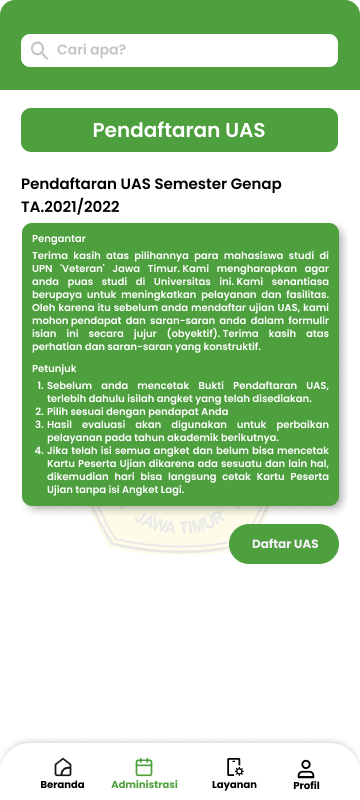 Cari apa?
Pendaftaran UAS
Pendaftaran UAS Semester Genap
TA.2021/2022
Pengantar
Terima kasih atas pilihannya para mahasiswa studi di
UPN 'Veteran' Jawa Timur. Kami mengharapkan agar
anda puas studi di Universitas ini. Kami senantiasa
berupaya untuk meningkatkan pelayanan dan fasilitas.
Oleh karena itu sebelum anda mendaftar ujian UAS, kami
mohon pendapat dan saran-saran anda dalam formulir
isian ini secara jujur (obyektif). Terima kasih atas
perhatian dan saran-saran yang konstruktif.
Petunjuk
1. Sebelum anda mencetak Bukti Pendaftaran UAS,
terlebih dahulu isilah angket yang telah disediakan.
2. Pilih sesuai dengan pendapat Anda
3. Hasil evaluasi akan digunakan untuk perbaikan
pelayanan pada tahun akademik berikutnya.
4. Jika telah isi semua angket dan belum bisa mencetak
Kartu Peserta Ujian dikarena ada sesuatu dan lain hal,
dikemudian hari bisa langsung cetak Kartu Peserta
Ujian tanpa isi Angket Lagi.
JAWA TIMUR
Daftar UAS
Beranda Administrasi Layanan Profil